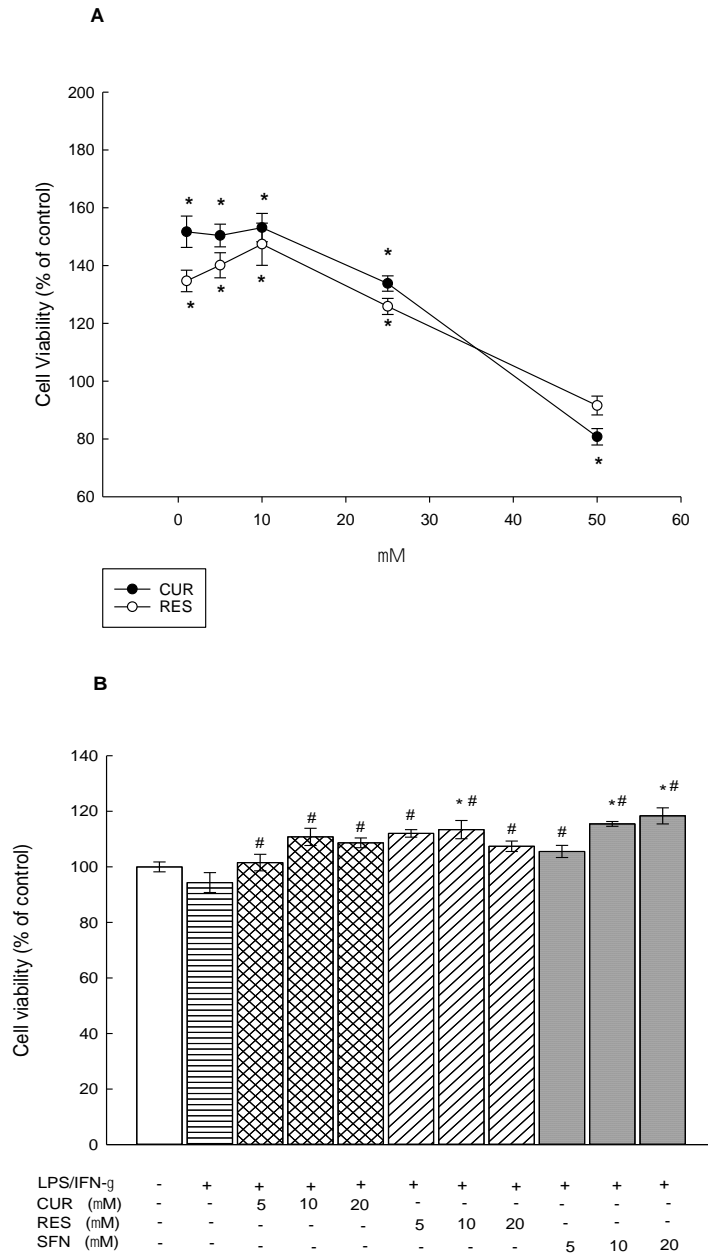 A
200
180
160
140
120
100
80
60
Cell Viability (% of control)
* * *
*
* * *
*
*
0 10 20 30 40 50 60
mM
CUR
RES
B
140
120
100
80
60
40
20
0
Cell viability (% of control)
# # # # *# # # *# *#
LPS/IFN-g - + + + + + + + + + +
CUR (mM) - - 5 10 20 - - - - - -
RES (mM) - - - - - 5 10 20 - - -
SFN (mM) - - - - - - - - 5 10 20